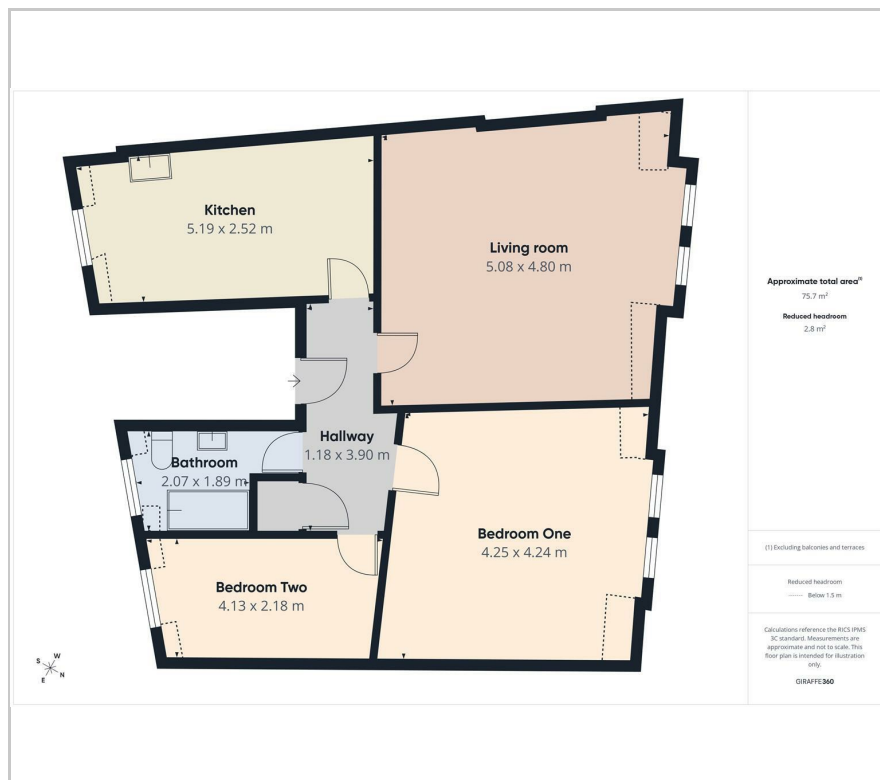 Kitchen
5.19 x 2.52 m
Living room
5.08 x 4.80 m
Hallway
1.18 x 3.90 m
Bathroom
2.07 x 1.89 m
Bedroom One
4.25 x 4.24 m
Bedroom Two
4.13 x 2.18 m
S W
E N
Approximate total area(1)
75.7 m²
Reduced headroom
2.8 m²
(1) Excluding balconies and terraces
Reduced headroom
Below 1.5 m
Calculations reference the RICS IPMS
3C standard. Measurements are
approximate and not to scale. This
floor plan is intended for illustration
only.
GIRAFFE360